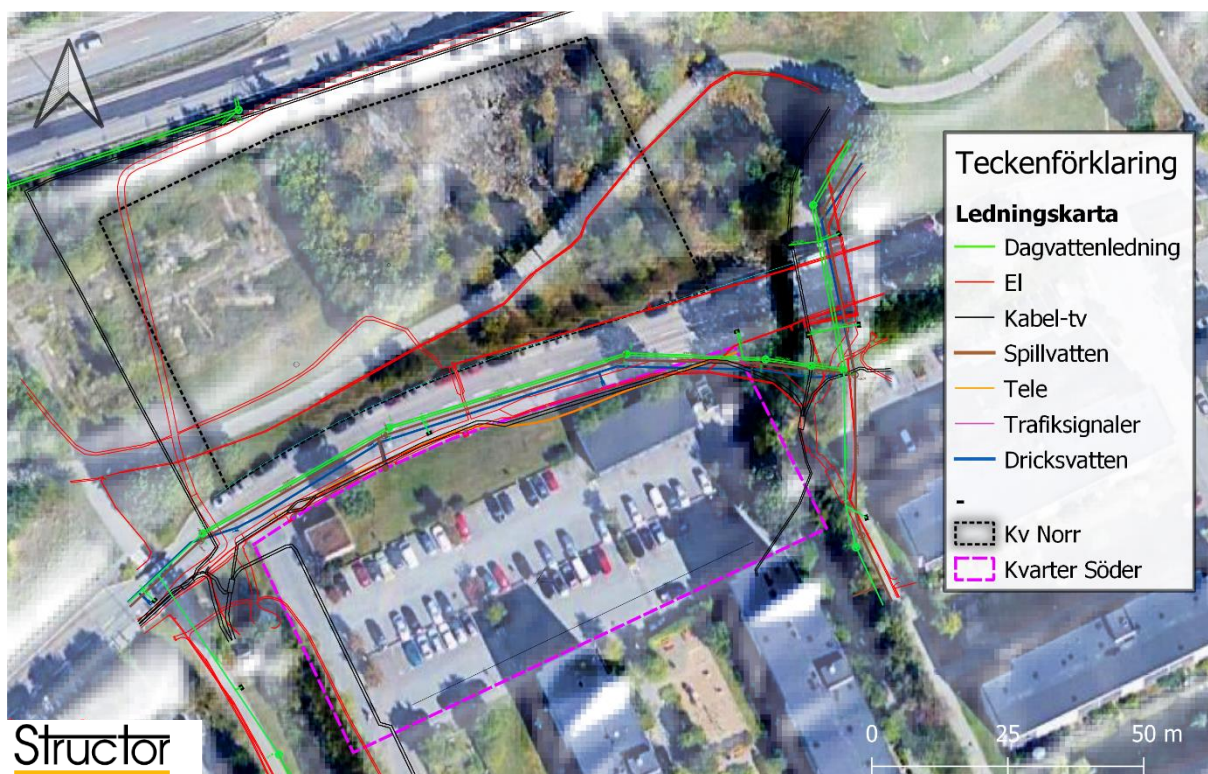 Teckenförklaring
Ledningskarta
Dagvattenledning
El
Kabel-tv
Spillvatten
Tele
Trafiksignaler
Dricksvatten
-
Kv Norr
Kvarter Söder
0 25 50 m
Structor